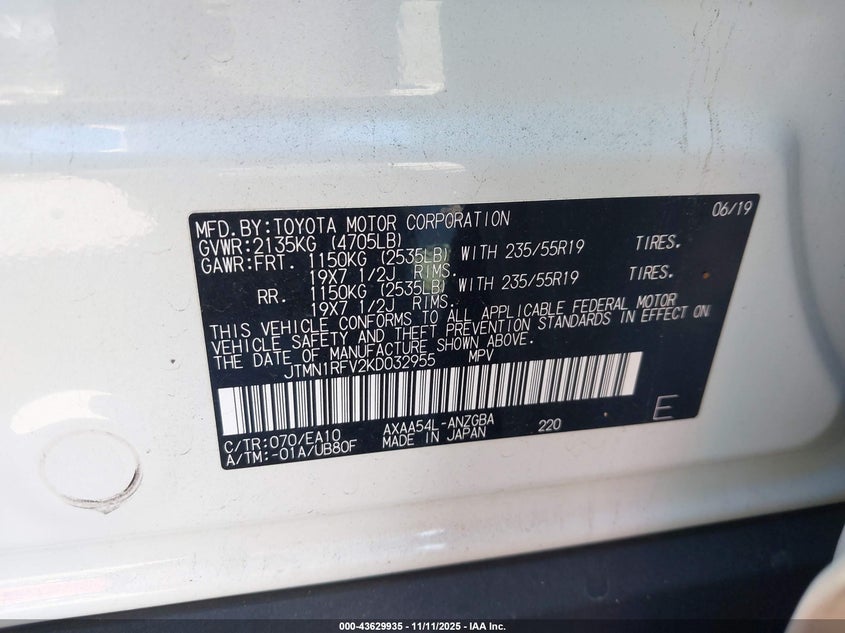 06/19
MFD.BY:TOYOTA MOTOR CORPORATION
GVWR:2135KG (4705LB)
GAWR:FRT. 1150KG (2535LB) WITH 235/55R19 TIRES.
19X7 1/2J RIMS.
RR. 1150KG (2535LB) WITH 235/55R19 TIRES.
19X7 1/2J RIMS.
THIS VEHICLE CONFORMS TO ALL APPLICABLE FEDERAL MOTOR
VEHICLE SAFETY AND THEFT PREVENTION STANDARDS IN EFFECT ON
THE DATE OF MANUFACTURE SHOWN ABOVE.
JTMN1RFV2KD032955 MPV
C/TR:070/EA10 AXAA54L-ANZGBA 220 E
A/TM:-01A/UB80F MADE IN JAPAN
000-43629935 - 11/11/2025 - IAA Inc.